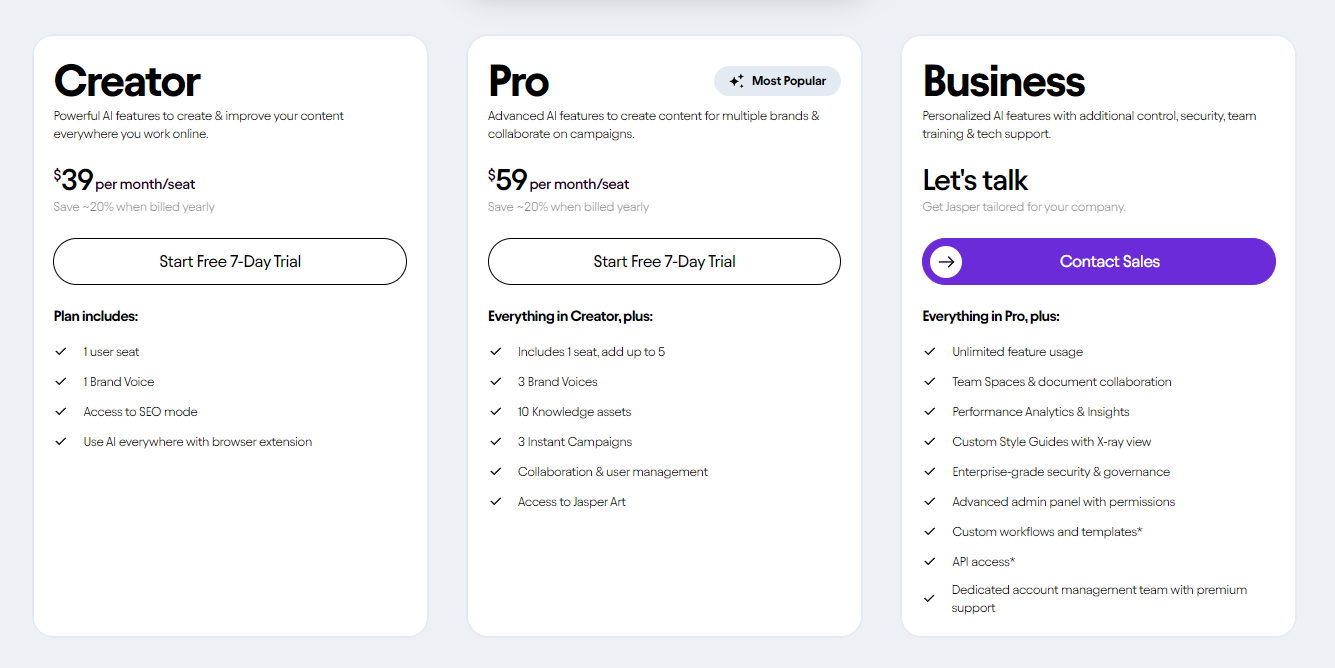 Creator
Powerful AI features to create & improve your content
everywhere you work online.
$39 per month/seat
Save ~20% when billed yearly
Start Free 7-Day Trial
Plan includes:
1 user seat
1 Brand Voice
Access to SEO mode
Use AI everywhere with browser extension
Pro
Most Popular
Advanced AI features to create content for multiple brands &
collaborate on campaigns.
$59 per month/seat
Save ~20% when billed yearly
Start Free 7-Day Trial
Everything in Creator, plus:
Includes 1 seat, add up to 5
3 Brand Voices
10 Knowledge assets
3 Instant Campaigns
Collaboration & user management
Access to Jasper Art
Business
Personalized AI features with additional control, security, team
training & tech support.
Let's talk
Get Jasper tailored for your company.
Contact Sales
Everything in Pro, plus:
Unlimited feature usage
Team Spaces & document collaboration
Performance Analytics & Insights
Custom Style Guides with X-ray view
Enterprise-grade security & governance
Advanced admin panel with permissions
Custom workflows and templates*
API access*
Dedicated account management team with premium
support